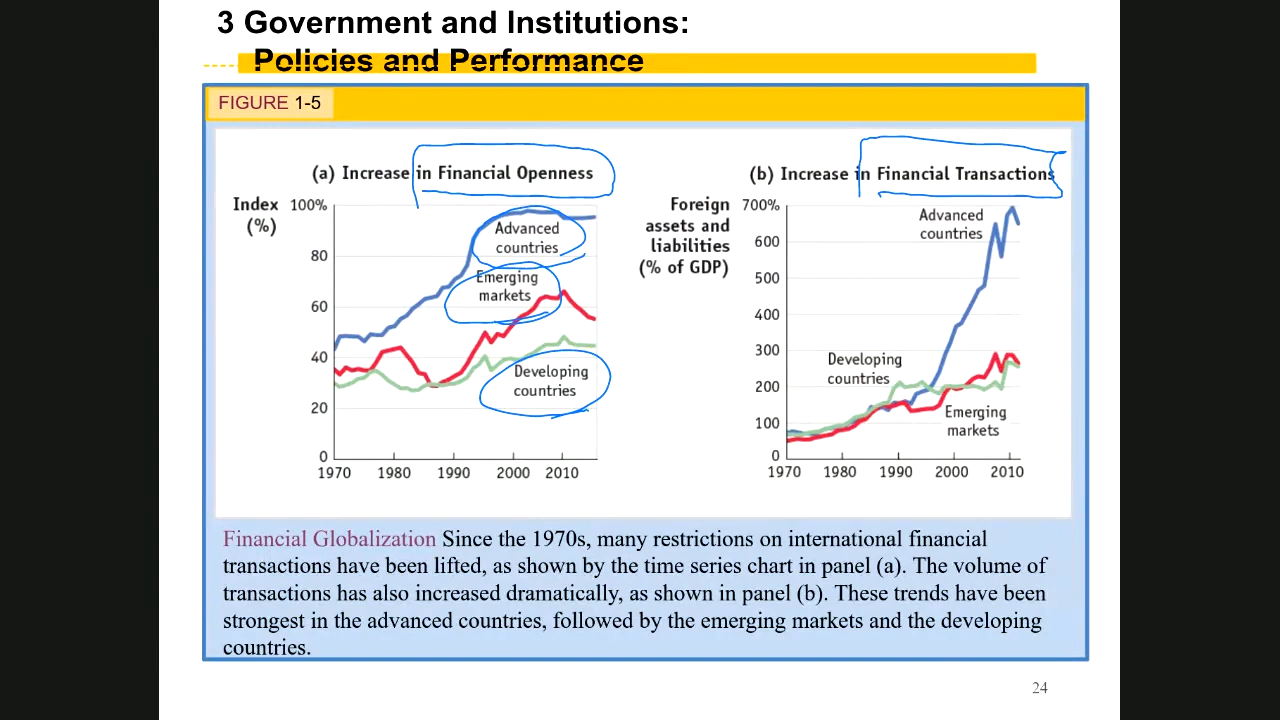 3 Government and Institutions:
Policies and Performance
FIGURE 1-5
(a) Increase in Financial Openness
Index
(%)
100%
80
60
40
20
0
1970 1980 1990 2000 2010
Advanced
countries
Emerging
markets
Developing
countries
(b) Increase in Financial Transactions
Foreign
assets and
liabilities
(% of GDP)
700%
600
500
400
300
200
100
0
1970 1980 1990 2000 2010
Advanced
countries
Developing
countries
Emerging
markets
Financial Globalization Since the 1970s, many restrictions on international financial
transactions have been lifted, as shown by the time series chart in panel (a). The volume of
transactions has also increased dramatically, as shown in panel (b). These trends have been
strongest in the advanced countries, followed by the emerging markets and the developing
countries.
24